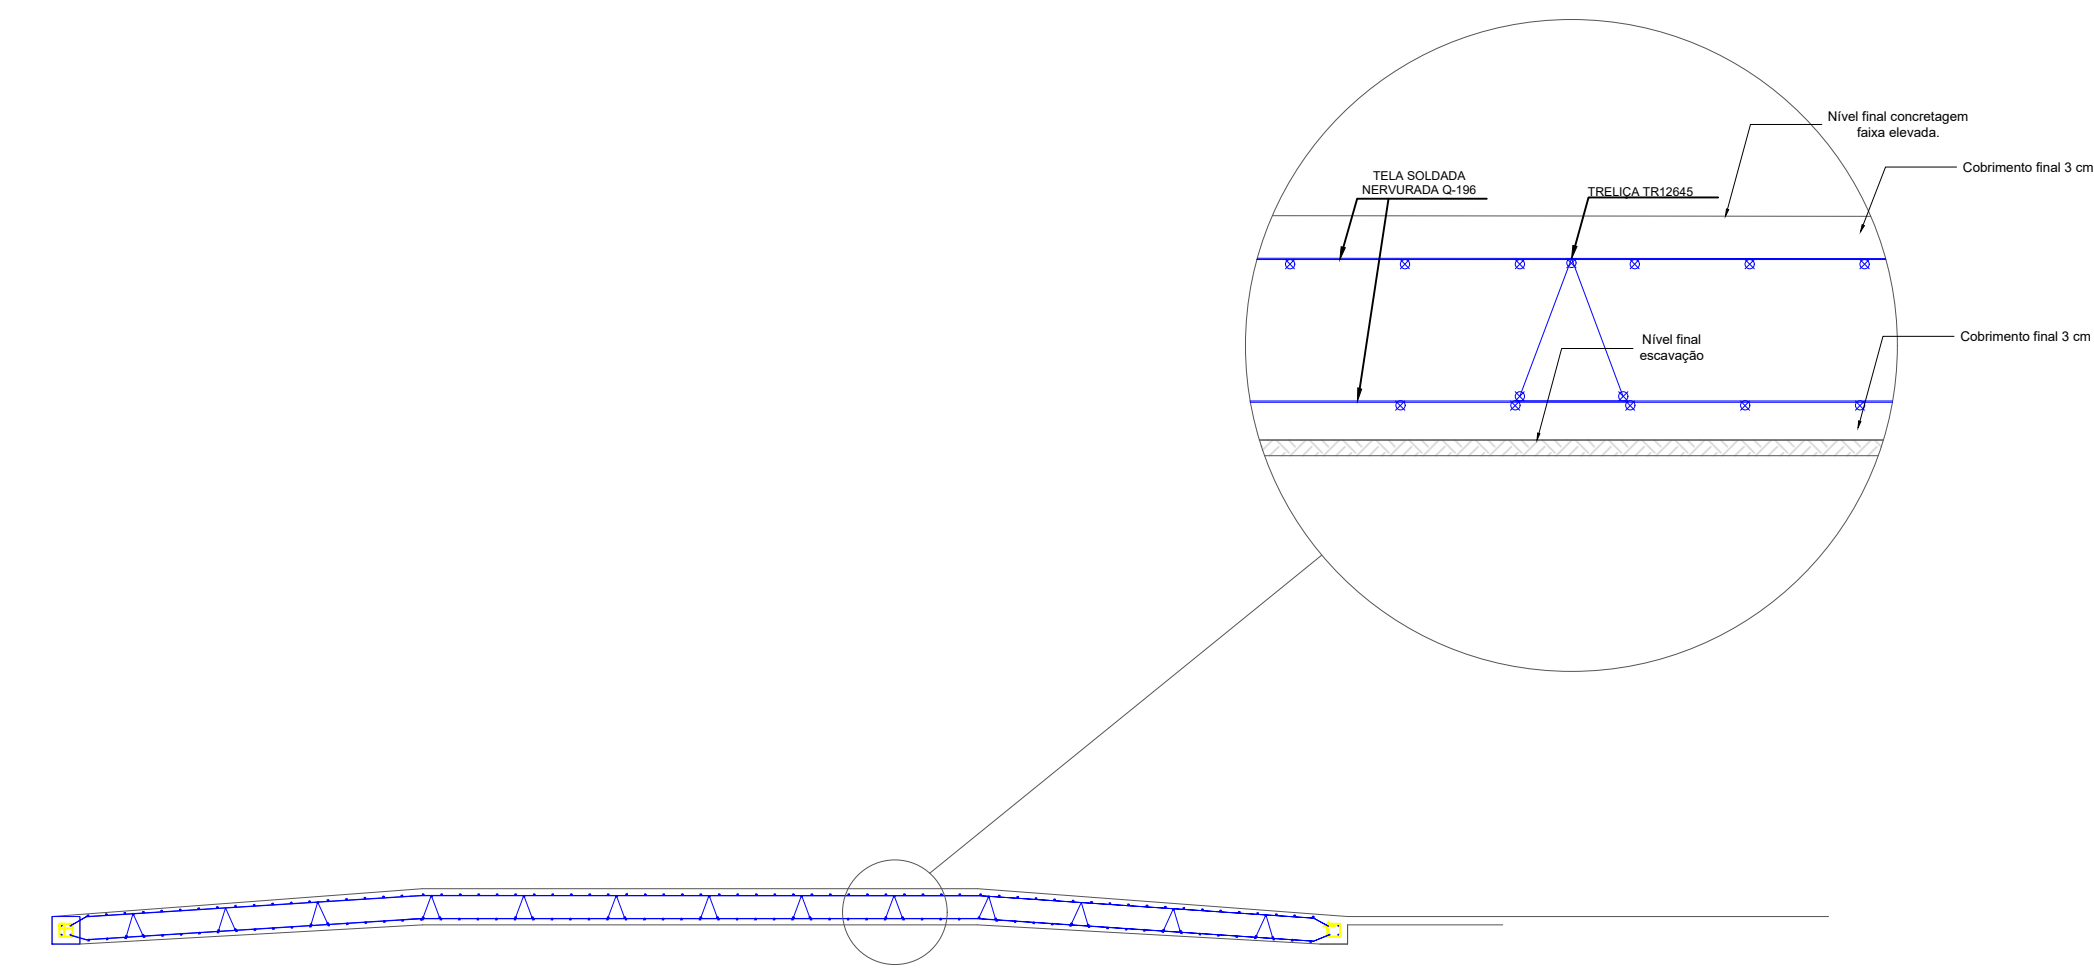 Nível final concretagem
faixa elevada.
Cobrimento final 3 cm
TELA SOLDADA
NERVURADA Q-196
TRELIÇA TR12645
Nível final
escavação
Cobrimento final 3 cm